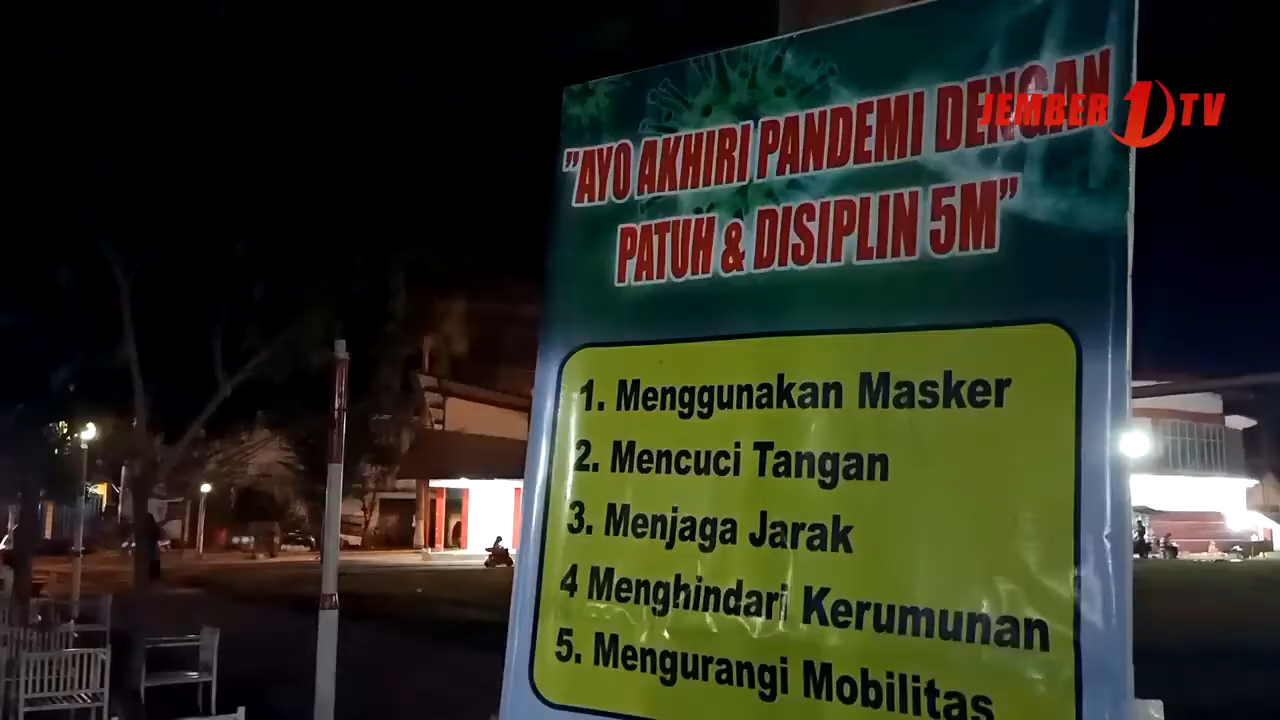 JEMBER 1 TV
"AYO AKHIRI PANDEMI DENGAN
PATUH & DISIPLIN 5M"
1. Menggunakan Masker
2. Mencuci Tangan
3. Menjaga Jarak
4 Menghindari Kerumunan
5. Mengurangi Mobilitas